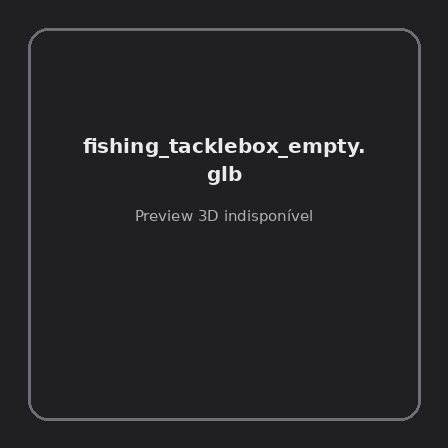 fishing_tacklebox_empty.
glb
Preview 3D indisponível